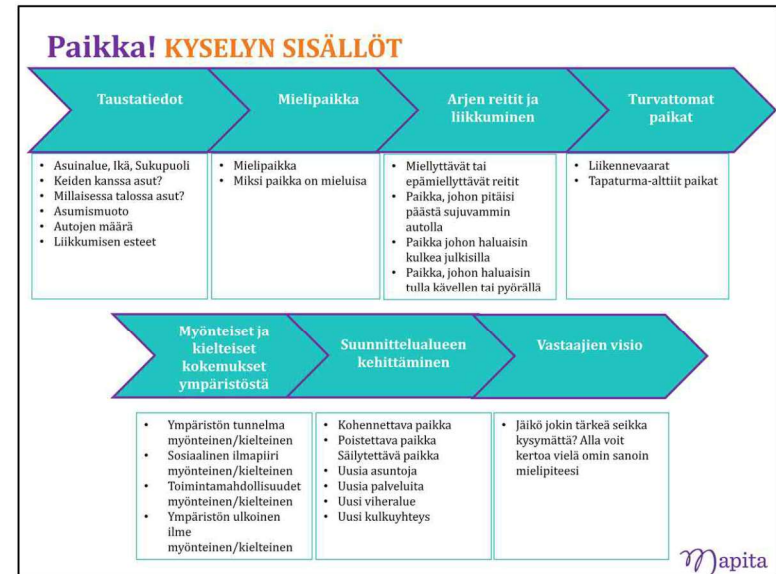 Paikka! KYSELYN SISÄLLÖT
Taustatiedot
Mielipaikka
Arjen reitit ja
liikkuminen
Turvattomat
paikat
• Asuinalue, Ikä, Sukupuoli
• Keiden kanssa asut?
• Millaisessa talossa asut?
• Asumismuoto
• Autojen määrä
• Liikkumisen esteet
• Mielipaikka
• Miksi paikka on mieluisa
• Miellyttävät tai
epämiellyttävät reitit
• Paikka, johon pitäisi
päästä sujuvammin
autolla
• Paikka johon haluaisin
kulkea julkisilla
• Paikka, johon haluaisin
tulla kävellen tai pyörällä
• Liikennevaarat
• Tapaturma-alttiit paikat
Myönteiset ja
kielteiset
kokemukset
ympäristöstä
Suunnittelualueen
kehittäminen
Vastaajien visio
• Ympäristön tunnelma
myönteinen/kielteinen
• Sosiaalinen ilmapiiri
myönteinen/kielteinen
• Toimintamahdollisuudet
myönteinen/kielteinen
• Ympäristön ulkoinen
ilme
myönteinen/kielteinen
• Kohennettava paikka
• Poistettava paikka
Säilytettävä paikka
• Uusia asuntoja
• Uusia palveluita
• Uusi viheralue
• Uusi kulkuyhteys
• Jäikö jokin tärkeä seikka
kysymättä? Alla voit
kertoa vielä omin sanoin
mielipiteesi
Mapita